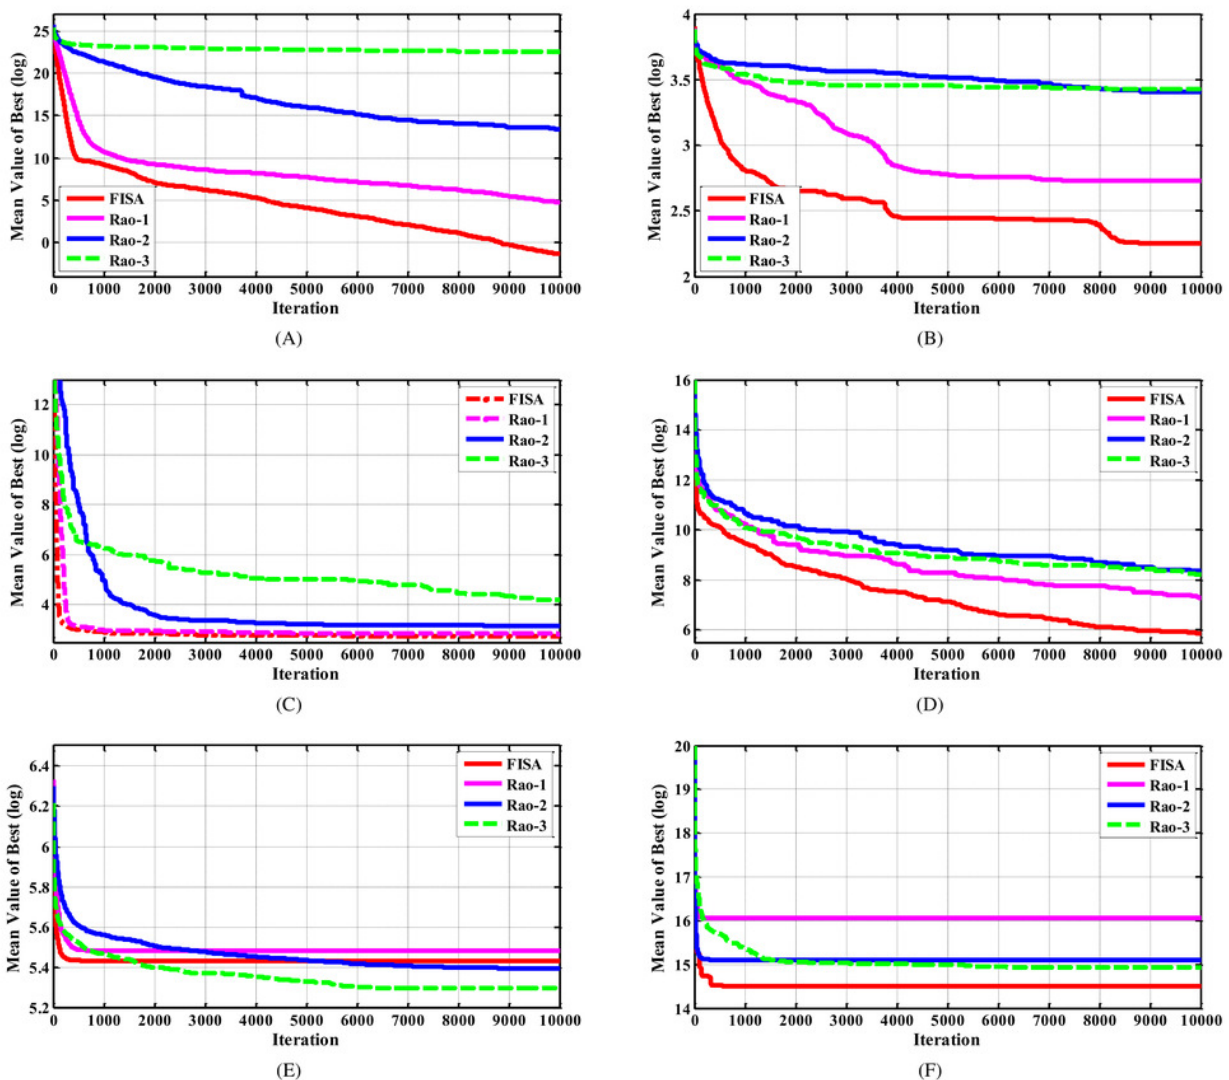 25
20
15
10
5
0
Mean Value of Best (log)
FISA
Rao-1
Rao-2
Rao-3
0 1000 2000 3000 4000 5000 6000 7000 8000 9000 10000
Iteration
(A)
4
3.5
3
2.5
2
Mean Value of Best (log)
FISA
Rao-1
Rao-2
Rao-3
0 1000 2000 3000 4000 5000 6000 7000 8000 9000 10000
Iteration
(B)
12
10
8
6
4
Mean Value of Best (log)
FISA
Rao-1
Rao-2
Rao-3
0 1000 2000 3000 4000 5000 6000 7000 8000 9000 10000
Iteration
(C)
16
14
12
10
8
6
Mean Value of Best (log)
FISA
Rao-1
Rao-2
Rao-3
0 1000 2000 3000 4000 5000 6000 7000 8000 9000 10000
Iteration
(D)
6.4
6.2
6
5.8
5.6
5.4
5.2
Mean Value of Best (log)
FISA
Rao-1
Rao-2
Rao-3
0 1000 2000 3000 4000 5000 6000 7000 8000 9000 10000
Iteration
(E)
20
19
18
17
16
15
14
Mean Value of Best (log)
FISA
Rao-1
Rao-2
Rao-3
0 1000 2000 3000 4000 5000 6000 7000 8000 9000 10000
Iteration
(F)